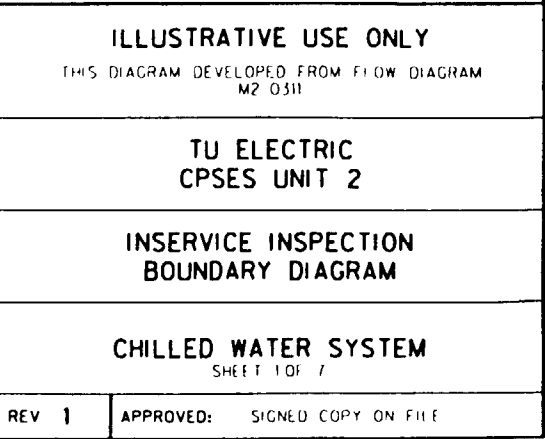 ILLUSTRATIVE USE ONLY
THIS DIAGRAM DEVELOPED FROM FLOW DIAGRAM
M2 0311
TU ELECTRIC
CPSES UNIT 2
INSERVICE INSPECTION
BOUNDARY DIAGRAM
CHILLED WATER SYSTEM
SHEET 1 OF 7
REV 1 APPROVED: SIGNED COPY ON FILE